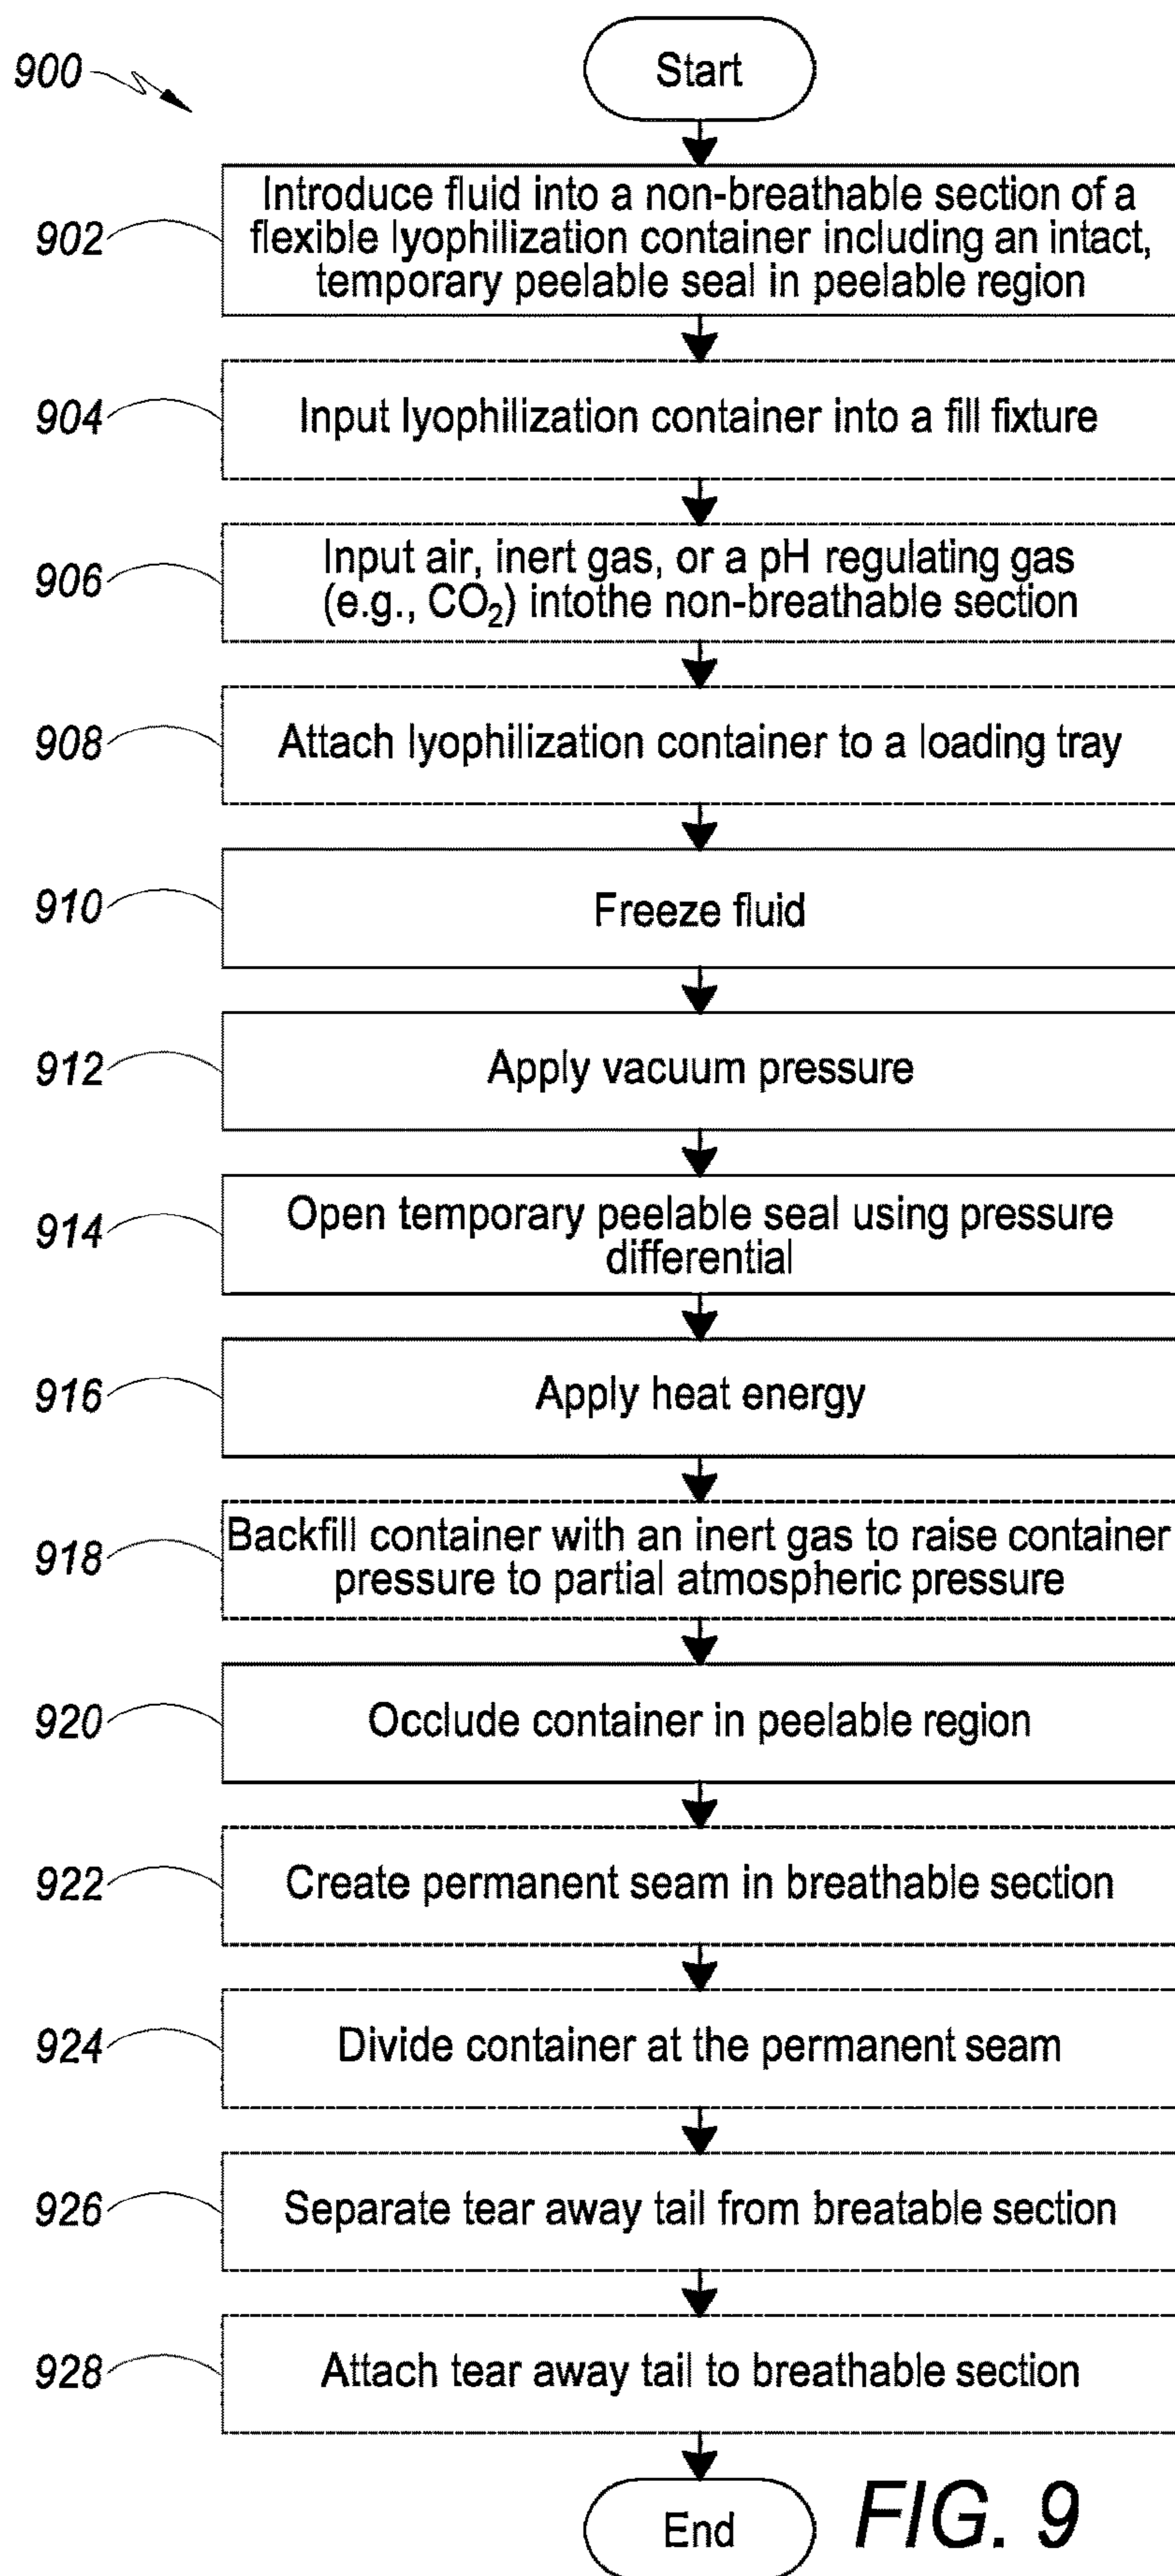 900
Start
902
Introduce fluid into a non-breathable section of a
flexible lyophilization container including an intact,
temporary peelable seal in peelable region
904
Input lyophilization container into a fill fixture
906
Input air, inert gas, or a pH regulating gas
(e.g., CO₂) intothe non-breathable section
908
Attach lyophilization container to a loading tray
910
Freeze fluid
912
Apply vacuum pressure
914
Open temporary peelable seal using pressure
differential
916
Apply heat energy
918
Backfill container with an inert gas to raise container
pressure to partial atmospheric pressure
920
Occlude container in peelable region
922
Create permanent seam in breathable section
924
Divide container at the permanent seam
926
Separate tear away tail from breatable section
928
Attach tear away tail to breathable section
End
FIG. 9